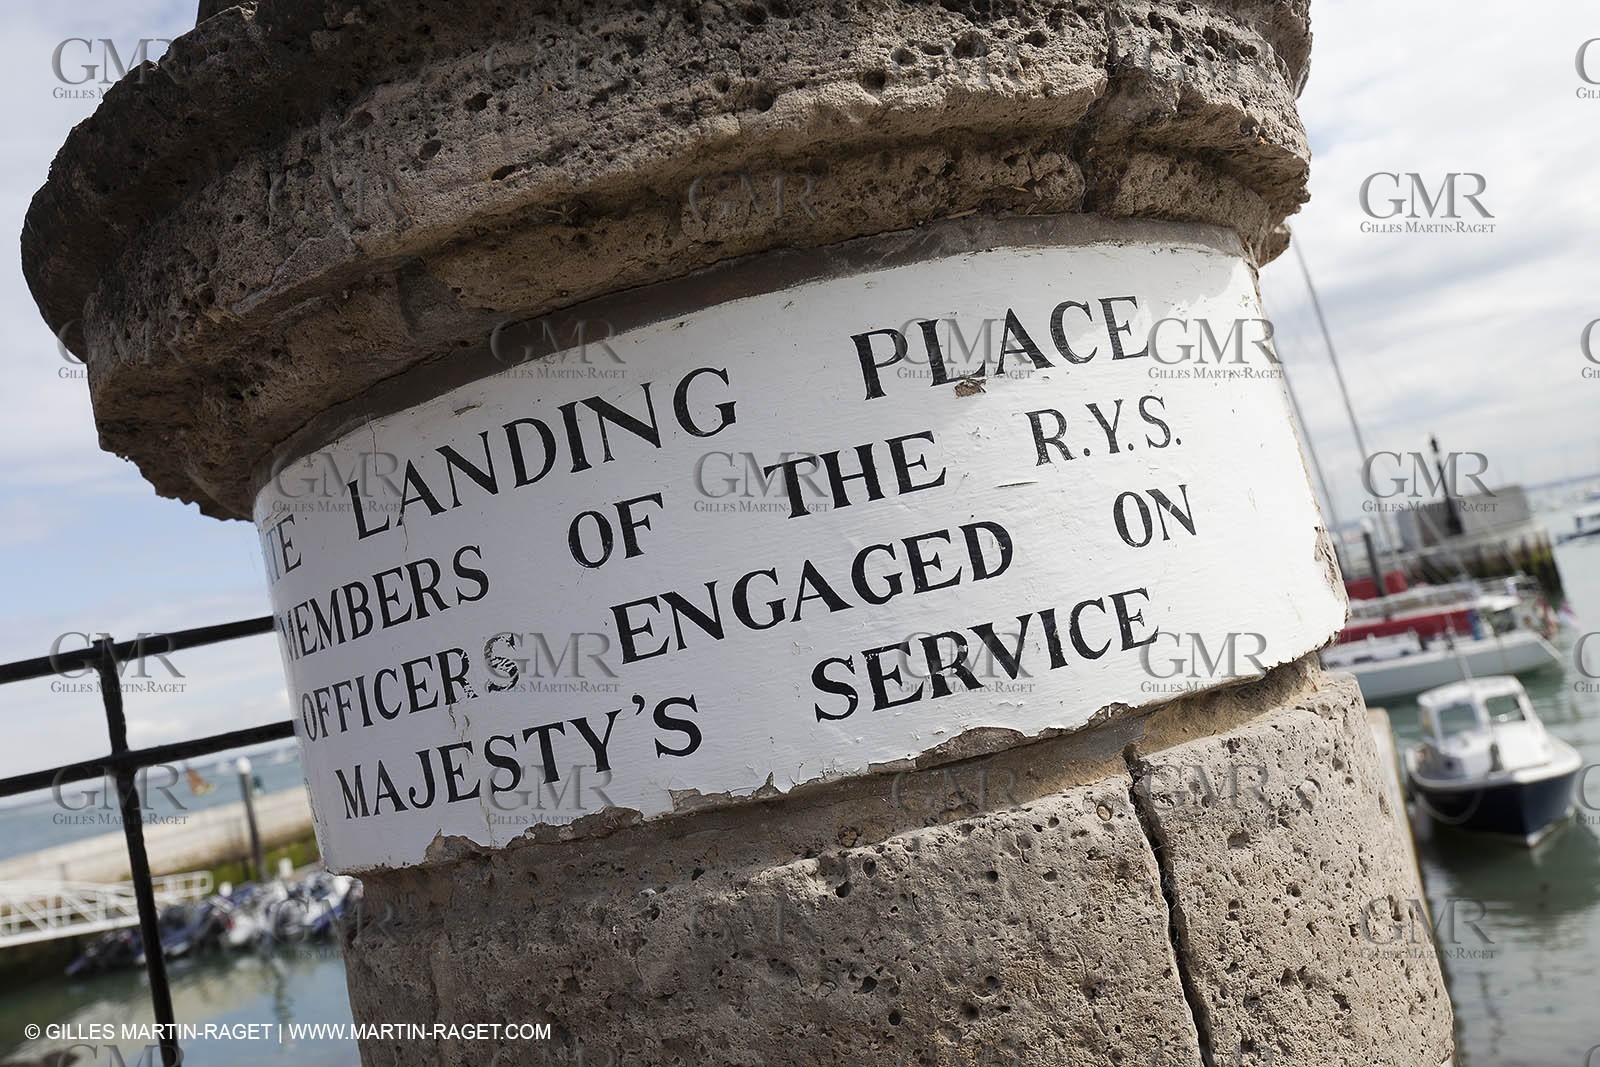 LANDING PLACE
MEMBERS OF THE R.Y.S.
OFFICERS ENGAGED ON
MAJESTY'S SERVICE
© GILLES MARTIN-RAGET | WWW.MARTIN-RAGET.COM
GMR
GILLES MARTIN-RAGET